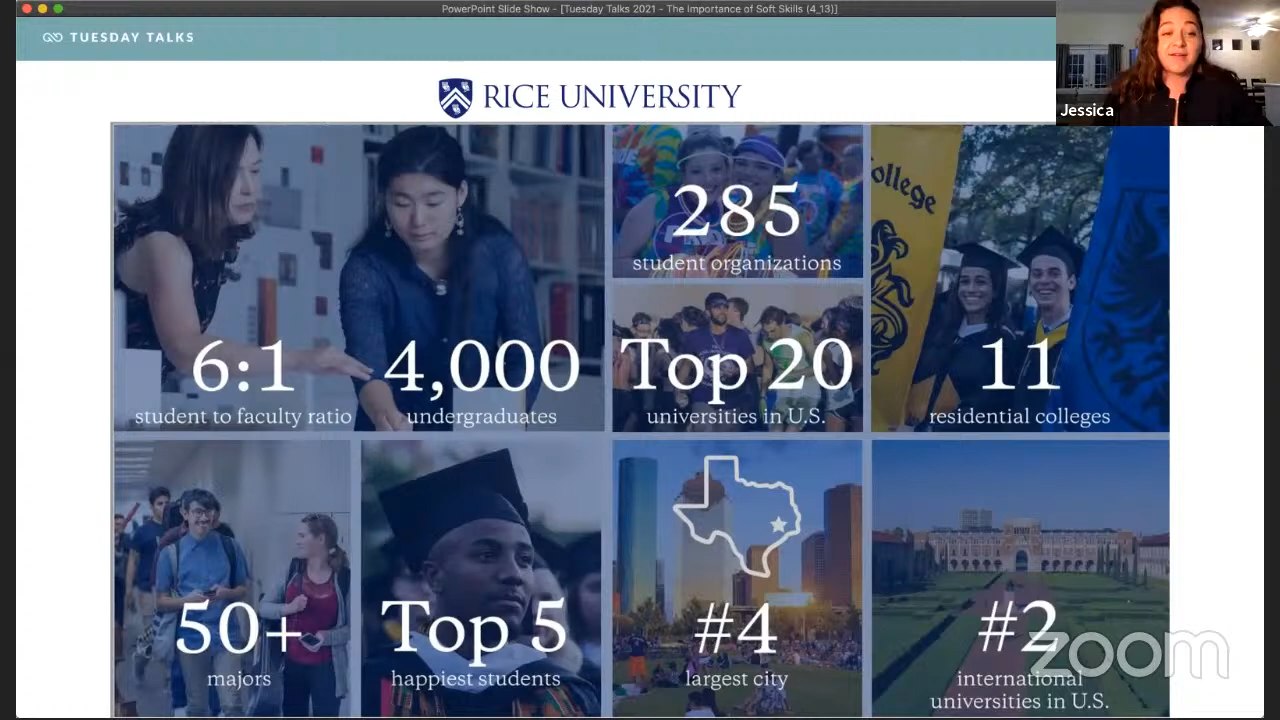 PowerPoint Slide Show - [Tuesday Talks 2021 - The Importance of Soft Skills (4_13)]
TUESDAY TALKS
Jessica
RICE UNIVERSITY
6:1
student to faculty ratio
4,000
undergraduates
285
student organizations
Top 20
universities in U.S.
ollege
11
residential colleges
50+
majors
Top 5
happiest students
#4
largest city
#2
international
universities in U.S.
zoom